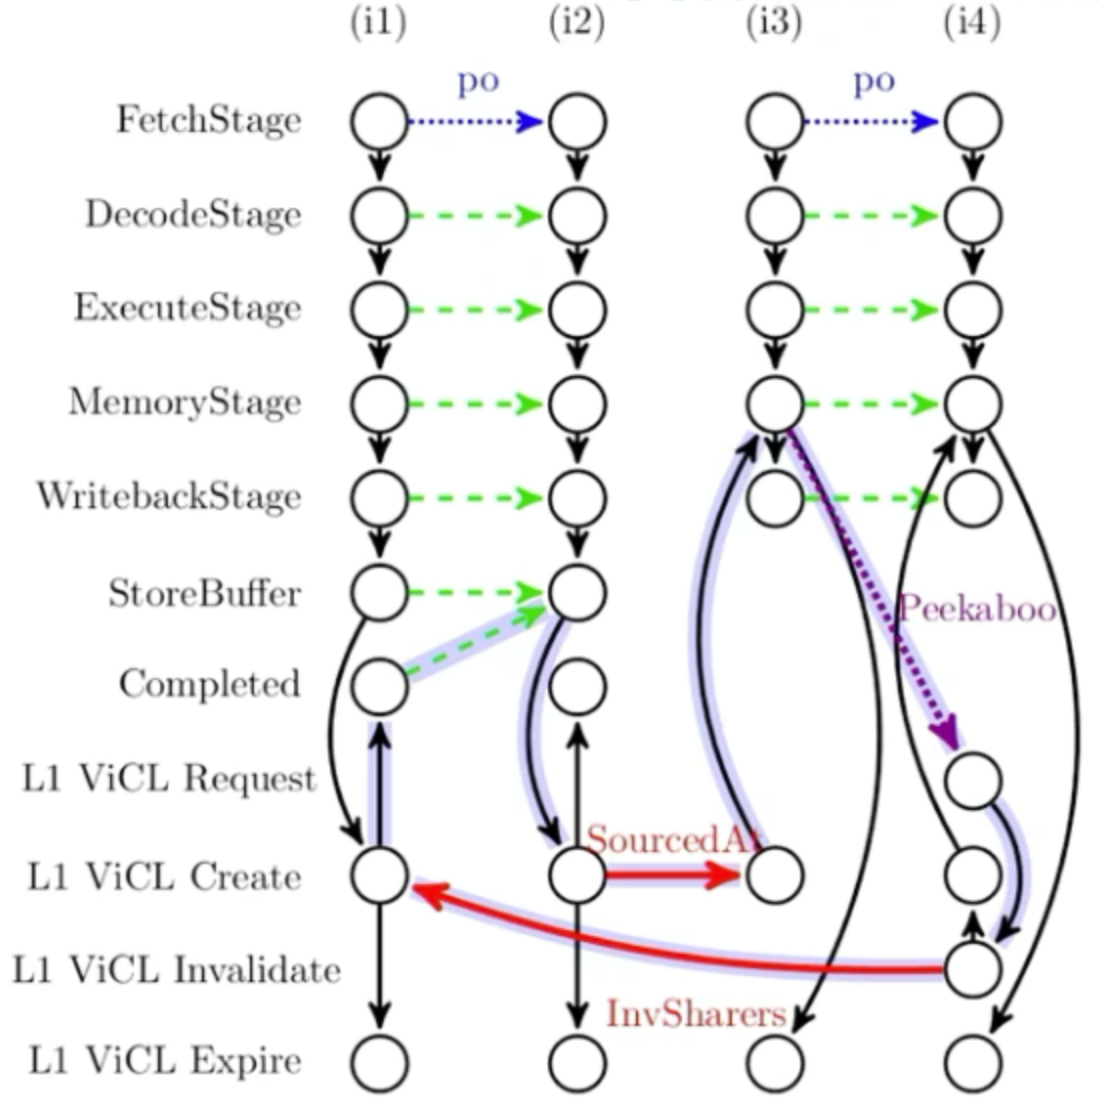 (i1) (i2) (i3) (i4)
po po
FetchStage
DecodeStage
ExecuteStage
MemoryStage
WritebackStage
StoreBuffer
Peekaboo
Completed
L1 ViCL Request
SourcedAt
L1 ViCL Create
L1 ViCL Invalidate
InvSharers
L1 ViCL Expire